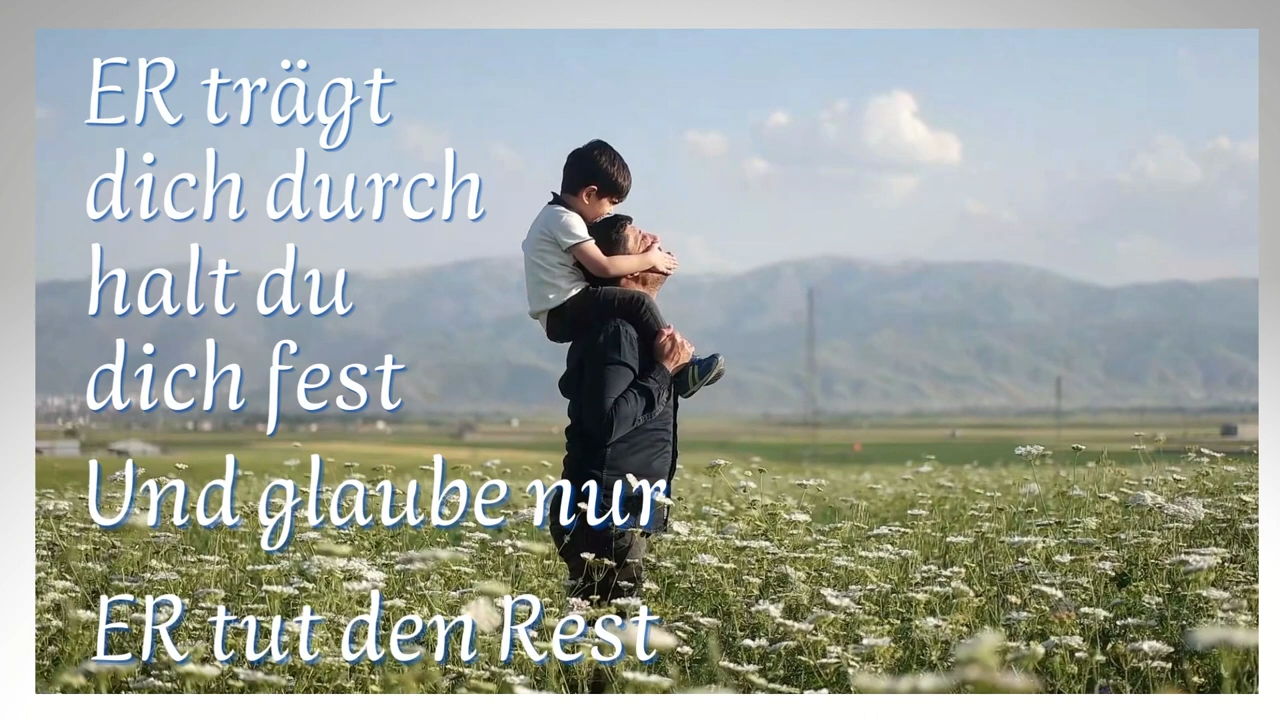 ER trägt
dich durch
halt du
dich fest
Und glaube nur
ER tut den Rest